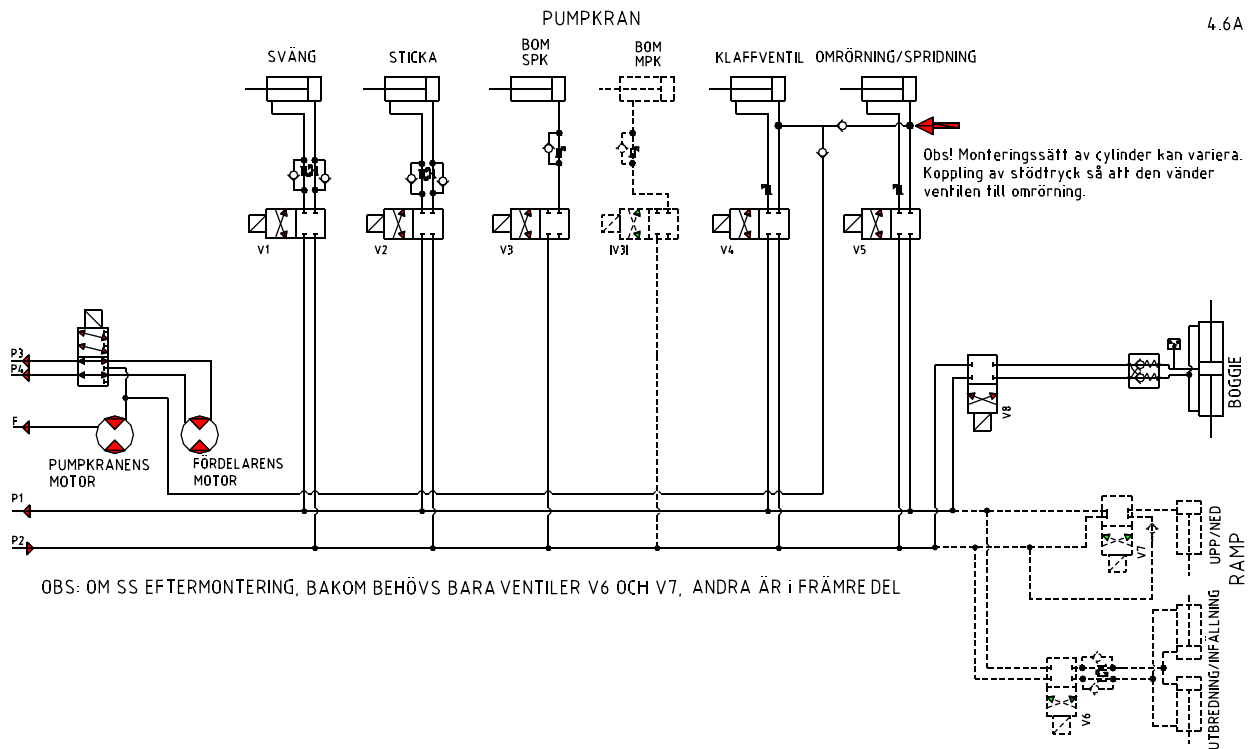 PUMPKRAN
4.6A
SVÄNG
STICKA
BOM
SPK
BOM
MPK
KLAFFVENTIL
OMRÖRNING/SPRIDNING
Obs! Monteringssätt av cylinder kan variera.
Koppling av stödtryck så att den vänder
ventilen till omrörning.
V1
V2
V3
(V3)
V4
V5
P3
P4
F
PUMPKRANENS
MOTOR
FÖRDELARENS
MOTOR
V8
BOGGIE
P1
P2
V7
UPP/NED
RAMP
OBS: OM SS EFTERMONTERING, BAKOM BEHÖVS BARA VENTILER V6 OCH V7, ANDRA ÄR i FRÄMRE DEL
V6
UTBREDNING/INFALLNING